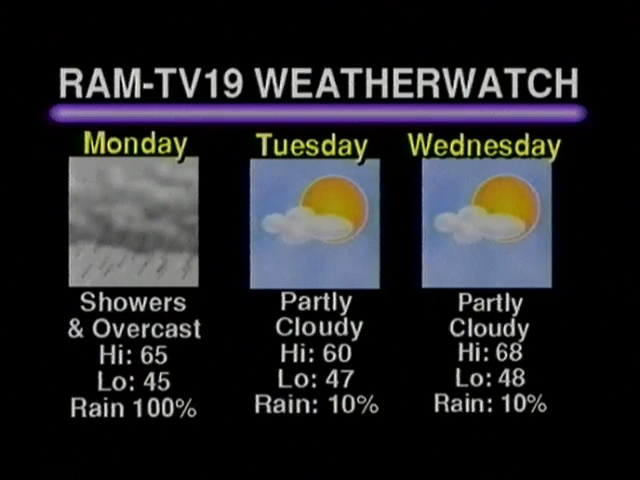 RAM-TV19 WEATHERWATCH
Monday
Showers
& Overcast
Hi: 65
Lo: 45
Rain 100%
Tuesday
Partly
Cloudy
Hi: 60
Lo: 47
Rain: 10%
Wednesday
Partly
Cloudy
Hi: 68
Lo: 48
Rain: 10%